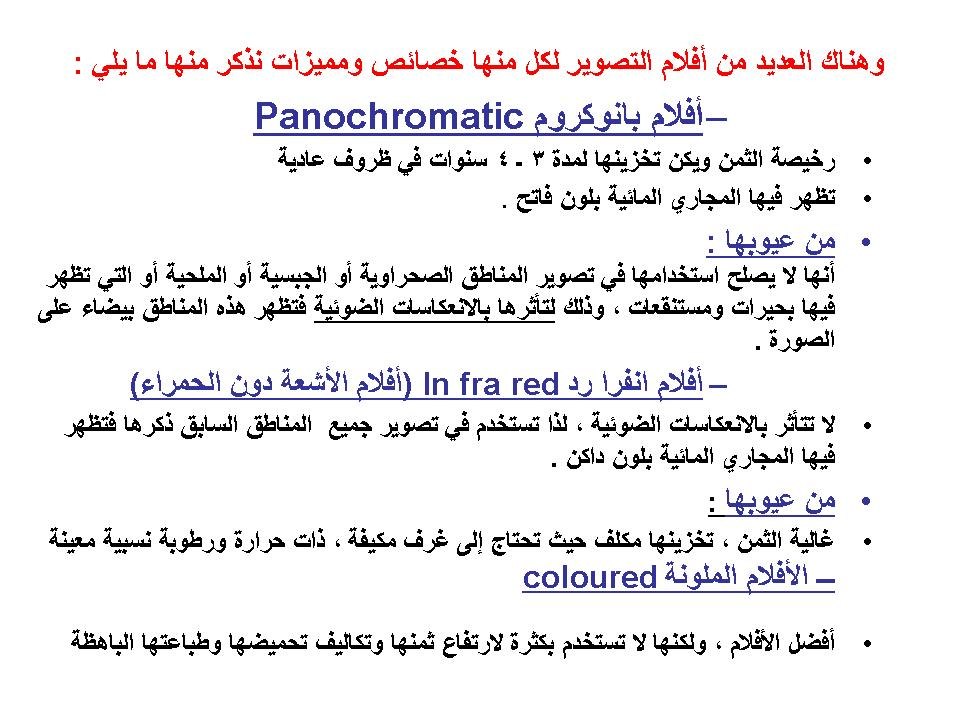 وهناك العديد من أفلام التصوير لكل منها خصائص ومميزات نذكر منها ما يلي :
– أفلام بانوكروم Panochromatic
• رخيصة الثمن ويكن تخزينها لمدة ٣ - ٤ سنوات في ظروف عادية
• تظهر فيها المجاري المائية بلون فاتح .
• من عيوبها :
أنها لا يصلح استخدامها في تصوير المناطق الصحراوية أو الجبسية أو الملحية أو التي تظهر
فيها بحيرات ومستنقعات ، وذلك لتأثرها بالانعكاسات الضوئية فتظهر هذه المناطق بيضاء على
الصورة .
– أفلام انفرا رد In fra red (أفلام الأشعة دون الحمراء)
• لا تتأثر بالانعكاسات الضوئية ، لذا تستخدم في تصوير جميع المناطق السابق ذكرها فتظهر
فيها المجاري المائية بلون داكن .
• من عيوبها :
• غالية الثمن ، تخزينها مكلف حيث تحتاج إلى غرف مكيفة ، ذات حرارة ورطوبة نسبية معينة
– الأفلام الملونة coloured
• أفضل الأفلام ، ولكنها لا تستخدم بكثرة لارتفاع ثمنها وتكاليف تحميضها وطباعتها الباهظة